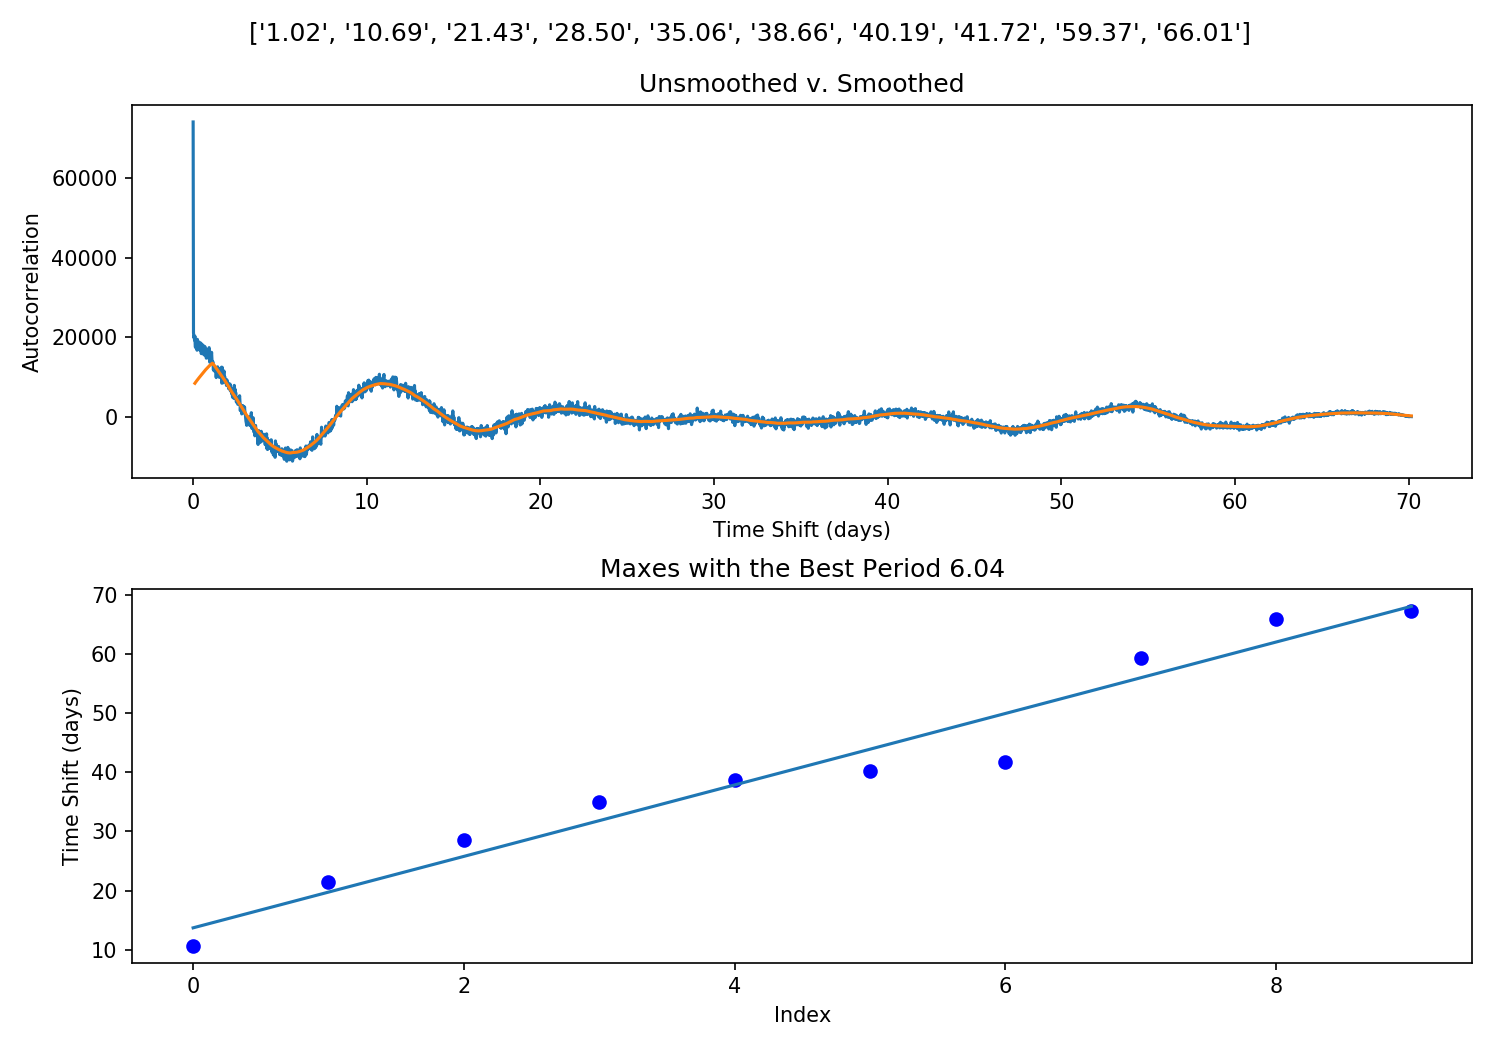 ['1.02', '10.69', '21.43', '28.50', '35.06', '38.66', '40.19', '41.72', '59.37', '66.01']
Unsmoothed v. Smoothed
Autocorrelation
60000
40000
20000
0
0 10 20 30 40 50 60 70
Time Shift (days)
Maxes with the Best Period 6.04
Time Shift (days)
70
60
50
40
30
20
10
0 2 4 6 8
Index